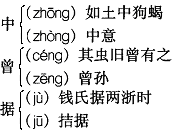 中
（zhōng）如土中狗蝎
（zhòng）中意
曾
（céng）其虫旧曾有之
（zēng）曾孙
据
（jù）钱氏据两浙时
（jū）拮据